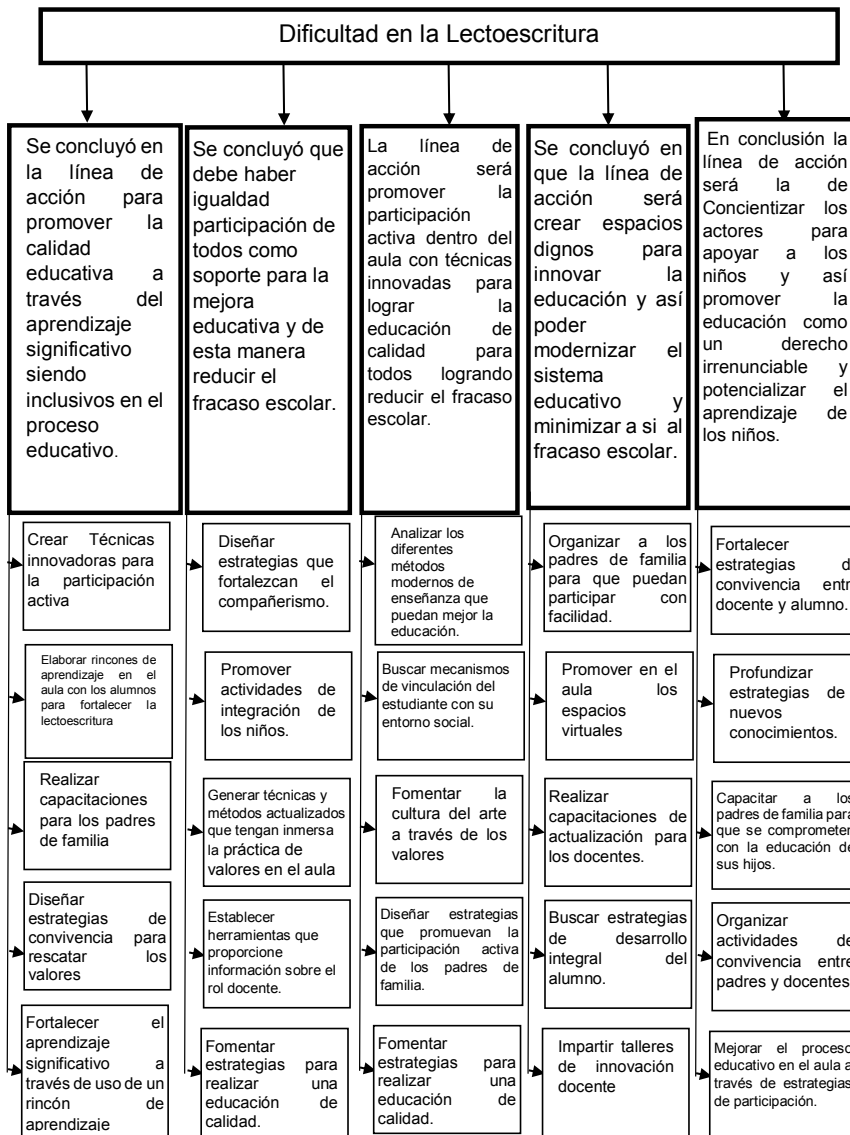 Dificultad en la Lectoescritura
Se concluyó en
la línea de
acción para
promover la
calidad
educativa a
través del
aprendizaje
significativo
siendo
inclusivos en el
proceso
educativo.
Se concluyó que
debe haber
igualdad
participación de
todos como
soporte para la
mejora
educativa y de
esta manera
reducir el
fracaso escolar.
La línea de
acción será
promover la
participación
activa dentro del
aula con técnicas
innovadas para
lograr la
educación de
calidad para
todos logrando
reducir el fracaso
escolar.
Se concluyó en
que la línea de
acción será
crear espacios
dignos para
innovar la
educación y así
poder
modernizar el
sistema
educativo y
minimizar a si al
fracaso escolar.
En conclusión la
línea de acción
será la de
Concientizar los
actores para
apoyar a los
niños y así
promover la
educación como
un derecho
irrenunciable y
potencializar el
aprendizaje de
los niños.
Crear Técnicas
innovadoras para
la participación
activa
Diseñar
estrategias que
fortalezcan el
compañerismo.
Analizar los
diferentes
métodos
modernos de
enseñanza que
puedan mejor la
educación.
Organizar a los
padres de familia
para que puedan
participar con
facilidad.
Fortalecer
estrategias d
convivencia entr
docente y alumno.
Elaborar rincones de
aprendizaje en el
aula con los alumnos
para fortalecer la
lectoescritura
Promover
actividades de
integración de
los niños.
Buscar mecanismos
de vinculación del
estudiante con su
entorno social.
Promover en el
aula los
espacios
virtuales
Profundizar
estrategias de
nuevos
conocimientos.
Realizar
capacitaciones
para los padres
de familia
Generar técnicas y
métodos actualizados
que tengan inmersa
la práctica de
valores en el aula
Fomentar la
cultura del arte
a través de los
valores
Realizar
capacitaciones de
actualización para
los docentes.
Capacitar a los
padres de familia para
que se comprometer
con la educación de
sus hijos.
Diseñar
estrategias de
convivencia para
rescatar los
valores
Establecer
herramientas que
proporcione
información sobre el
rol docente.
Diseñar estrategias
que promuevan la
participación activa
de los padres de
familia.
Buscar estrategias
de desarrollo
integral del
alumno.
Organizar
actividades de
convivencia entre
padres y docentes
Fortalecer el
aprendizaje
significativo a
través de uso de un
rincón de
aprendizaje
Fomentar
estrategias para
realizar una
educación de
calidad.
Fomentar
estrategias para
realizar una
educación de
calidad.
Impartir talleres
de innovación
docente
Mejorar el proceso
educativo en el aula a
través de estrategias
de participación.